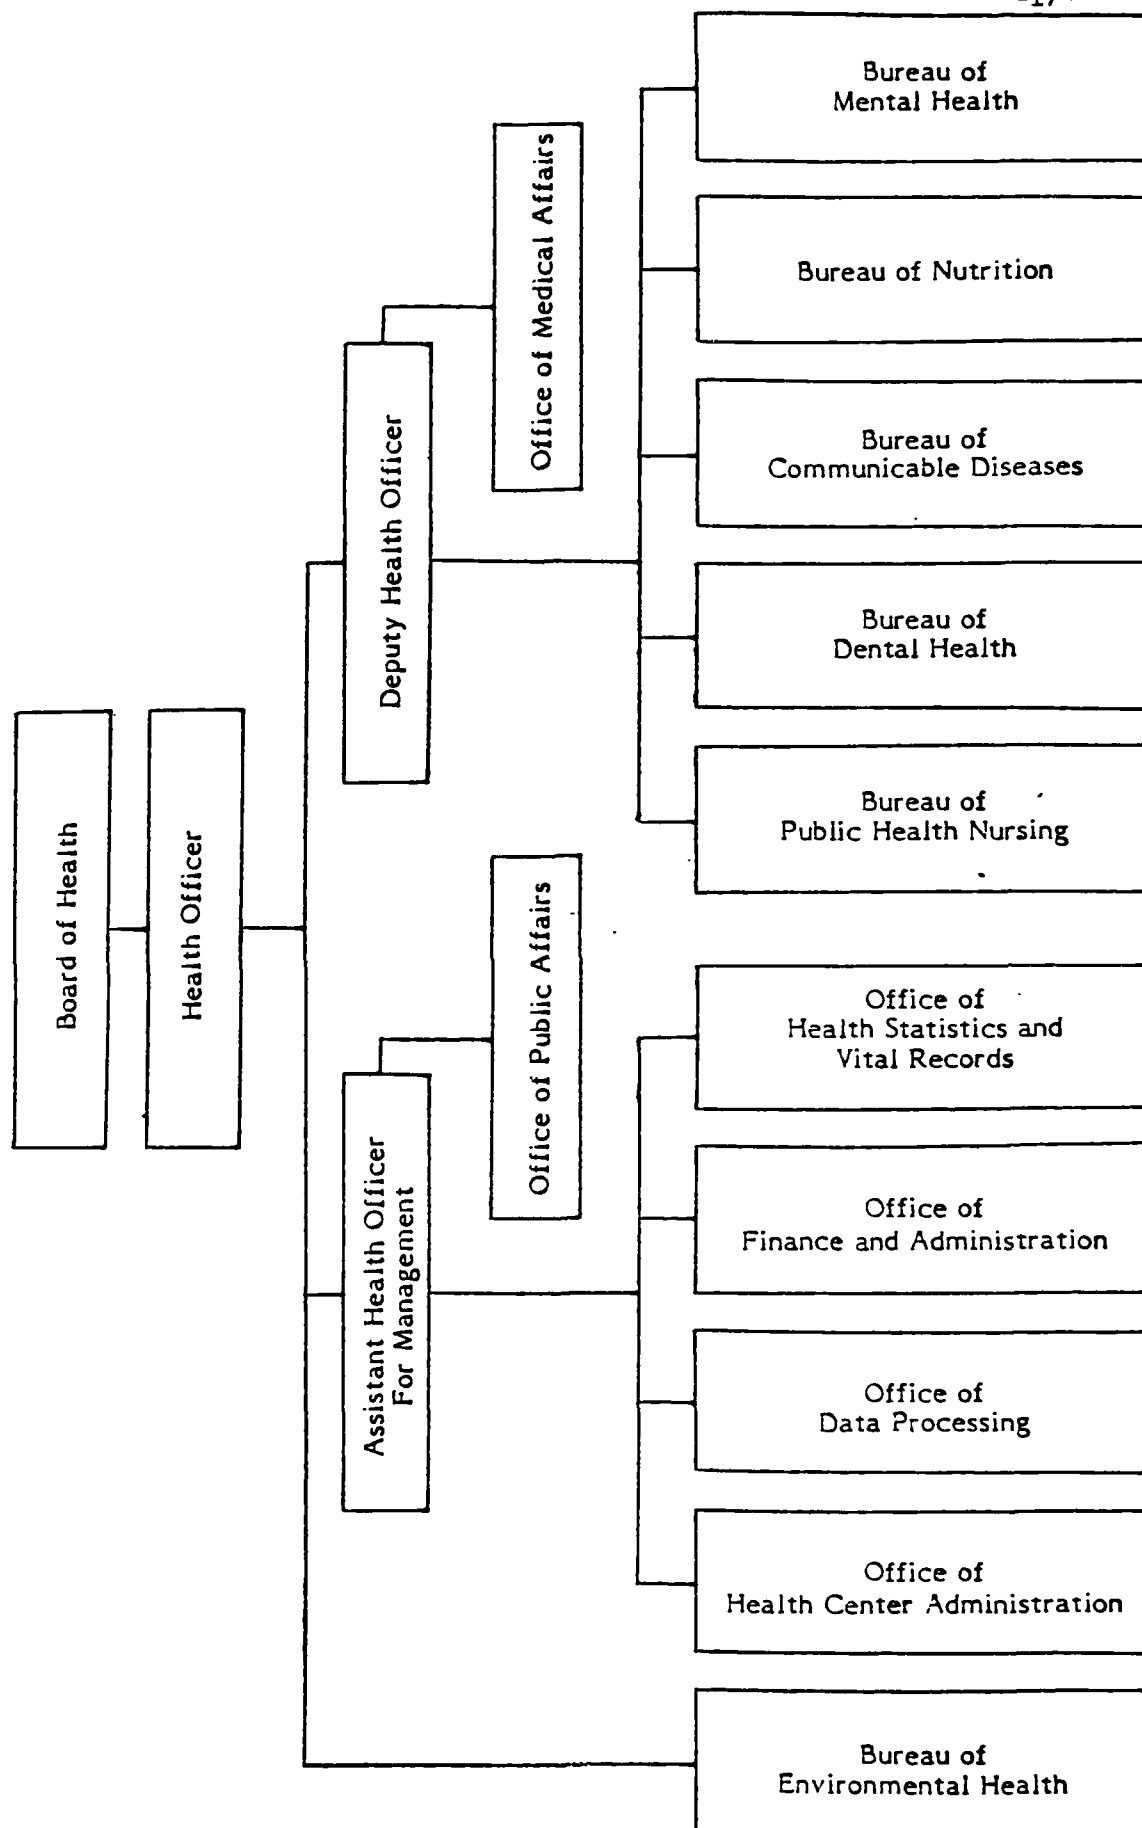 -17-
Board of Health
Health Officer
Deputy Health Officer
Office of Medical Affairs
Assistant Health Officer
For Management
Office of Public Affairs
Bureau of
Mental Health
Bureau of Nutrition
Bureau of
Communicable Diseases
Bureau of
Dental Health
Bureau of
Public Health Nursing
Office of
Health Statistics and
Vital Records
Office of
Finance and Administration
Office of
Data Processing
Office of
Health Center Administration
Bureau of
Environmental Health